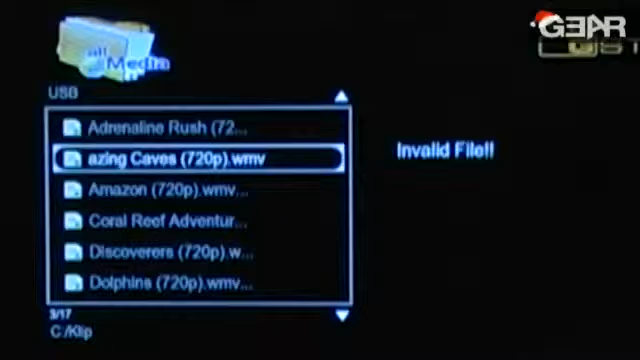 GEAR
all
Media
USB
Adrenaline Rush (72...
azing Caves (720p).wmv
Invalid File!!
Amazon (720p).wmv...
Coral Reef Adventur...
Discoverers (720p).w...
Dolphins (720p).wmv...
3/17
C:/Klip